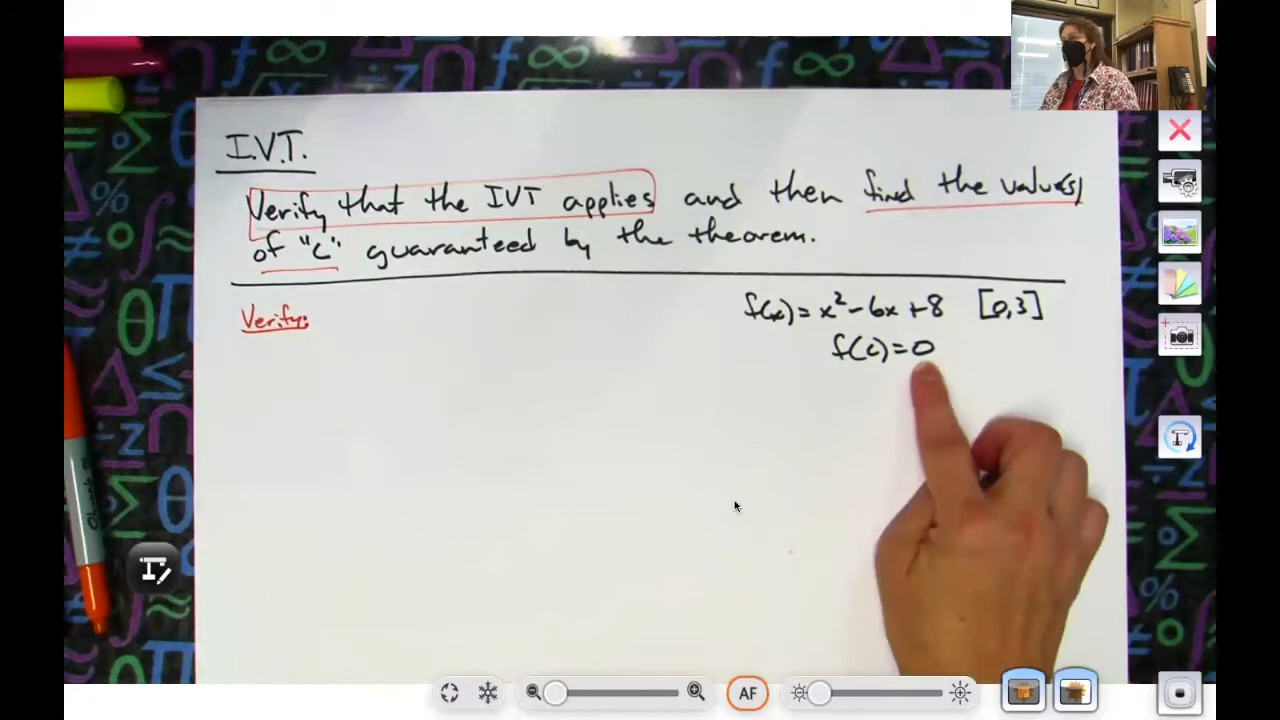 I.V.T.
Verify that the IVT applies and then find the value(s)
of "c" guaranteed by the theorem.
Verify:
f(x) = x² - 6x + 8 [0,3]
f(c) = 0
AF